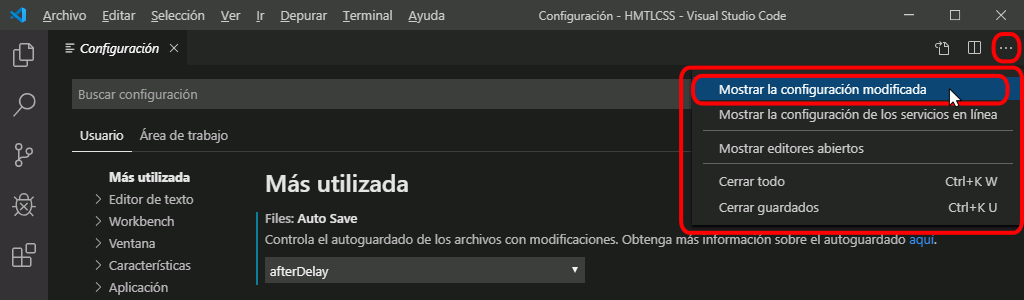 Archivo Editar Selección Ver Ir Depurar Terminal Ayuda Configuración - HMTLCSS - Visual Studio Code
Configuración
Buscar configuración
Mostrar la configuración modificada
Mostrar la configuración de los servicios en línea
Mostrar editores abiertos
Cerrar todo Ctrl+K W
Cerrar guardados Ctrl+K U
Usuario Área de trabajo
Más utilizada
Editor de texto
Workbench
Ventana
Características
Aplicación
Más utilizada
Files: Auto Save
Controla el autoguardado de los archivos con modificaciones. Obtenga más información sobre el autoguardado aquí.
afterDelay